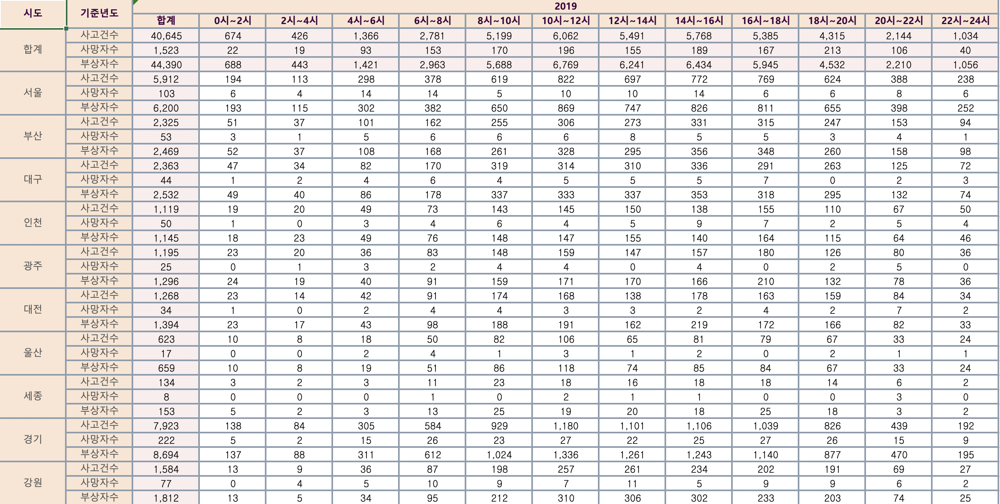 시도 기준년도 2019
합계 0시~2시 2시~4시 4시~6시 6시~8시 8시~10시 10시~12시 12시~14시 14시~16시 16시~18시 18시~20시 20시~22시 22시~24시
합계 사고건수 40,645 674 426 1,366 2,781 5,199 6,062 5,491 5,768 5,385 4,315 2,144 1,034
사망자수 1,523 22 19 93 153 170 196 155 189 167 213 106 40
부상자수 44,390 688 443 1,421 2,963 5,688 6,769 6,241 6,434 5,945 4,532 2,210 1,056
서울 사고건수 5,912 194 113 298 378 619 822 697 772 769 624 388 238
사망자수 103 6 4 14 14 5 10 10 14 6 6 8 6
부상자수 6,200 193 115 302 382 650 869 747 826 811 655 398 252
부산 사고건수 2,325 51 37 101 162 255 306 273 331 315 247 153 94
사망자수 53 3 1 5 6 6 6 8 5 5 3 4 1
부상자수 2,469 52 37 108 168 261 328 295 356 348 260 158 98
대구 사고건수 2,363 47 34 82 170 319 314 310 336 291 263 125 72
사망자수 44 1 2 4 6 4 5 5 5 7 0 2 3
부상자수 2,532 49 40 86 178 337 333 337 353 318 295 132 74
인천 사고건수 1,119 19 20 49 73 143 145 150 138 155 110 67 50
사망자수 50 1 0 3 4 6 4 5 9 7 2 5 4
부상자수 1,145 18 23 49 76 148 147 155 140 164 115 64 46
광주 사고건수 1,195 23 20 36 83 148 159 147 157 180 126 80 36
사망자수 25 0 1 3 2 4 4 0 4 0 2 5 0
부상자수 1,296 24 19 40 91 159 171 170 166 210 132 78 36
대전 사고건수 1,268 23 14 42 91 174 168 138 178 163 159 84 34
사망자수 34 1 0 2 4 4 3 3 2 4 2 7 2
부상자수 1,394 23 17 43 98 188 191 162 219 172 166 82 33
울산 사고건수 623 10 8 18 50 82 106 65 81 79 67 33 24
사망자수 17 0 0 2 4 1 3 1 2 0 2 1 1
부상자수 659 10 8 19 51 86 118 74 85 84 67 33 24
세종 사고건수 134 3 2 3 11 23 18 16 18 18 14 6 2
사망자수 8 0 0 0 1 0 2 1 1 0 0 3 0
부상자수 153 5 2 3 13 25 19 20 18 25 18 3 2
경기 사고건수 7,923 138 84 305 584 929 1,180 1,101 1,106 1,039 826 439 192
사망자수 222 5 2 15 26 23 27 22 25 27 26 15 9
부상자수 8,694 137 88 311 612 1,024 1,336 1,261 1,243 1,140 877 470 195
강원 사고건수 1,584 13 9 36 87 198 257 261 234 202 191 69 27
사망자수 77 0 4 5 10 9 7 11 5 9 9 6 2
부상자수 1,812 13 5 34 95 212 310 306 302 233 203 74 25